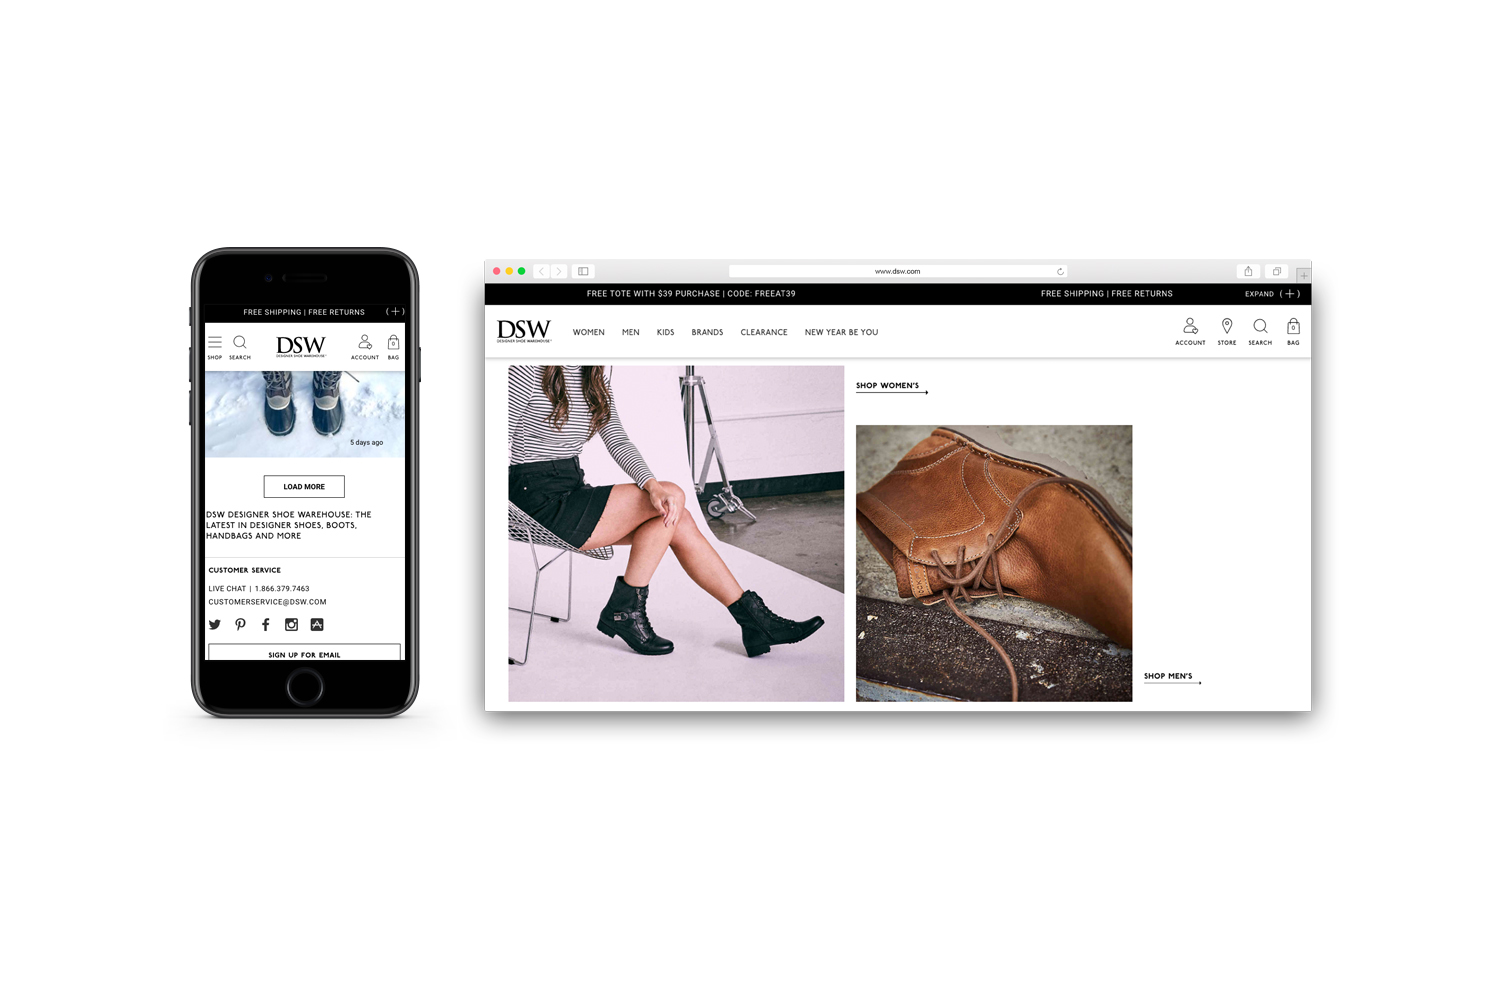 FREE SHIPPING | FREE RETURNS ( + )
SHOP
SEARCH
DSW
DESIGNER SHOE WAREHOUSE
ACCOUNT
0
BAG
5 days ago
LOAD MORE
DSW DESIGNER SHOE WAREHOUSE: THE
LATEST IN DESIGNER SHOES, BOOTS,
HANDBAGS AND MORE
CUSTOMER SERVICE
LIVE CHAT | 1.866.379.7463
CUSTOMERSERVICE@DSW.COM
SIGN UP FOR EMAIL
www.dsw.com
FREE TOTE WITH $39 PURCHASE | CODE: FREEAT39
FREE SHIPPING | FREE RETURNS
EXPAND ( + )
DSW
DESIGNER SHOE WAREHOUSE
WOMEN MEN KIDS BRANDS CLEARANCE NEW YEAR BE YOU
ACCOUNT
STORE
SEARCH
0
BAG
SHOP WOMEN'S
SHOP MEN'S